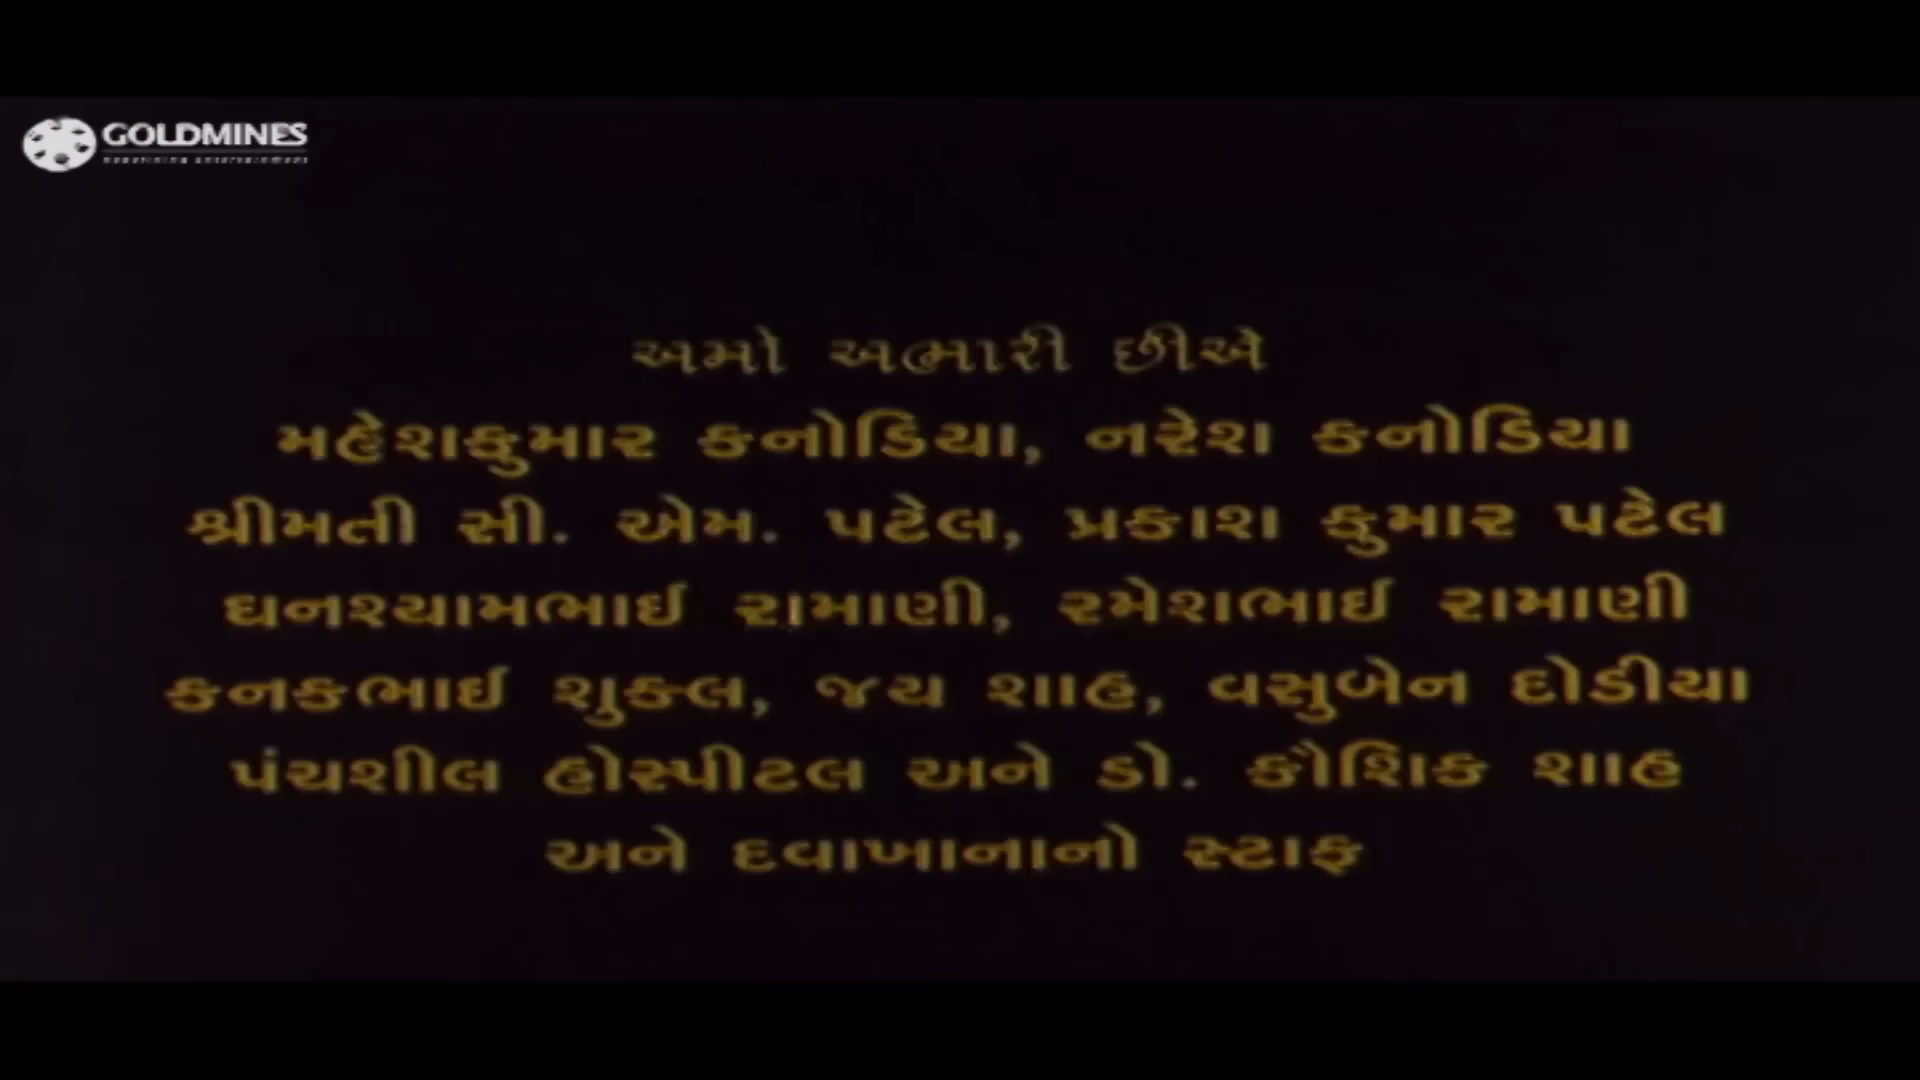 GOLDMINES
અમો અભારી છીએ
મહેશકુમાર કનોડિયા, નરેશ કનોડિયા
શ્રીમતી સી. એમ. પટેલ, પ્રકાશ કુમાર પટેલ
ઘનશ્યામભાઈ રામાણી, રમેશભાઈ રામાણી
કનકભાઈ શુક્લ, જય શાહ, વસુબેન દોડીયા
પંચશીલ હોસ્પીટલ અને ડો. કૌશિક શાહ
અને દવાખાનાનો સ્ટાફ